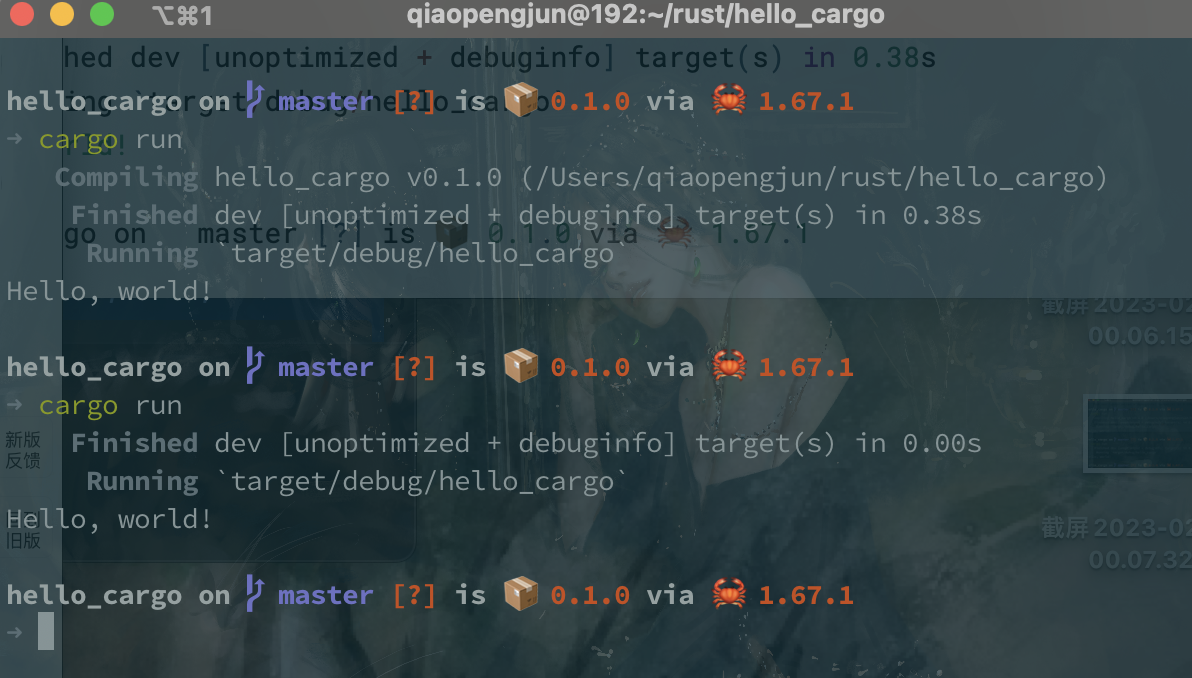 ⌥⌘1 qiaopengjun@192:~/rust/hello_cargo
hed dev [unoptimized + debuginfo] target(s) in 0.38s
hello_cargo on master [?] is 📦 0.1.0 via 🦀 1.67.1
→ cargo run
Compiling hello_cargo v0.1.0 (/Users/qiaopengjun/rust/hello_cargo)
Finished dev [unoptimized + debuginfo] target(s) in 0.38s
go on master [?] is 📦 0.1.0 via 🦀 1.67.1
Running `target/debug/hello_cargo`
Hello, world!
截屏 2023-02
00.06.15
hello_cargo on master [?] is 📦 0.1.0 via 🦀 1.67.1
→ cargo run
新版
反馈
Finished dev [unoptimized + debuginfo] target(s) in 0.00s
Running `target/debug/hello_cargo`
Hello, world!
旧版
截屏 2023-02
00.07.32
hello_cargo on master [?] is 📦 0.1.0 via 🦀 1.67.1
→